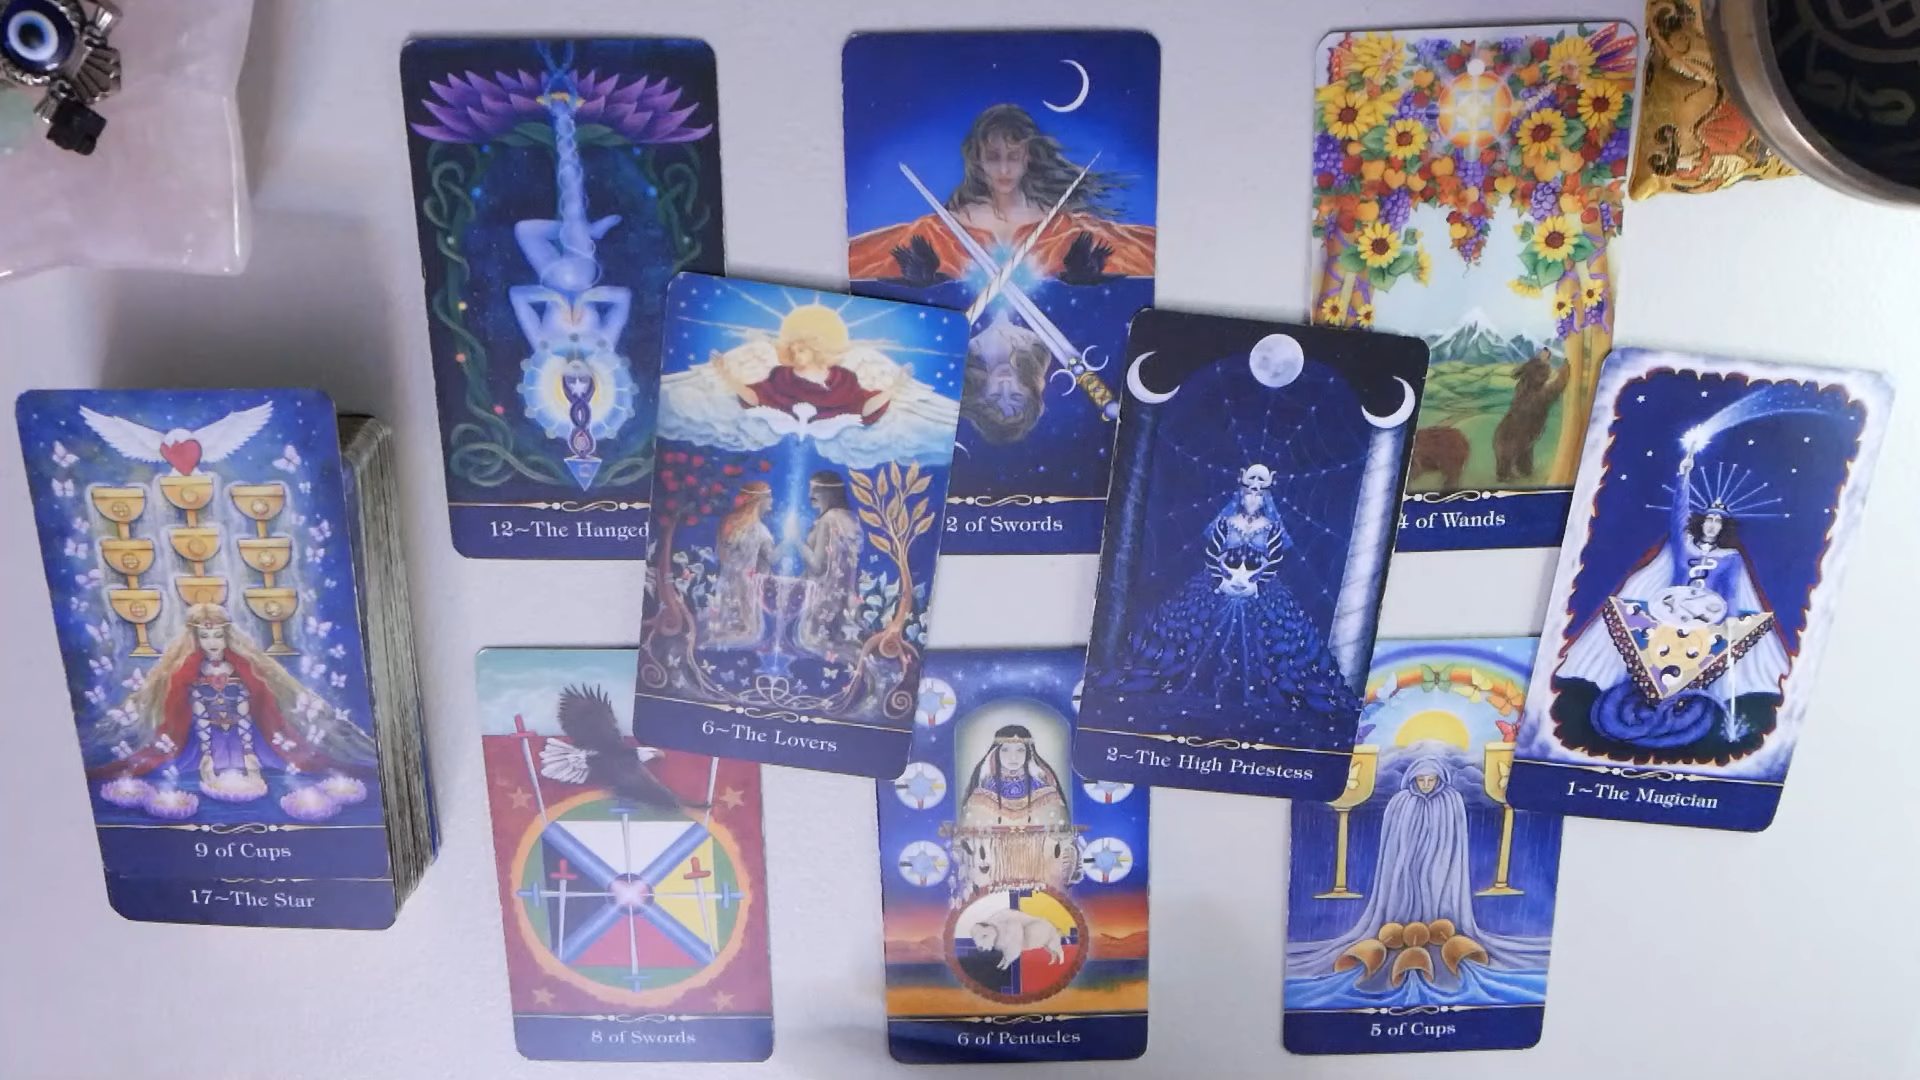 12~The Hanged
2 of Swords
4 of Wands
6~The Lovers
2~The High Priestess
1~The Magician
9 of Cups
17~The Star
8 of Swords
6 of Pentacles
5 of Cups